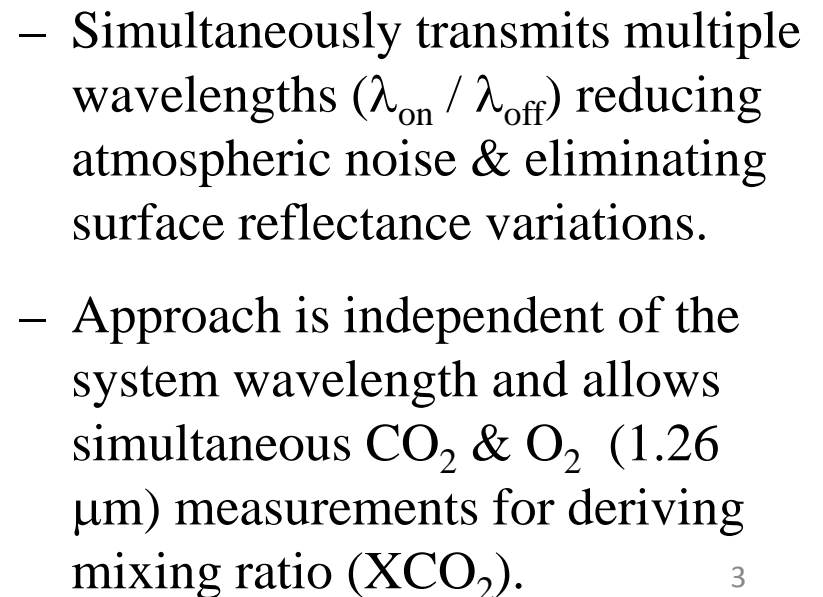 – Simultaneously transmits multiple
wavelengths (λon / λoff) reducing
atmospheric noise & eliminating
surface reflectance variations.
– Approach is independent of the
system wavelength and allows
simultaneous CO₂ & O₂ (1.26
μm) measurements for deriving
mixing ratio (XCO₂).
3